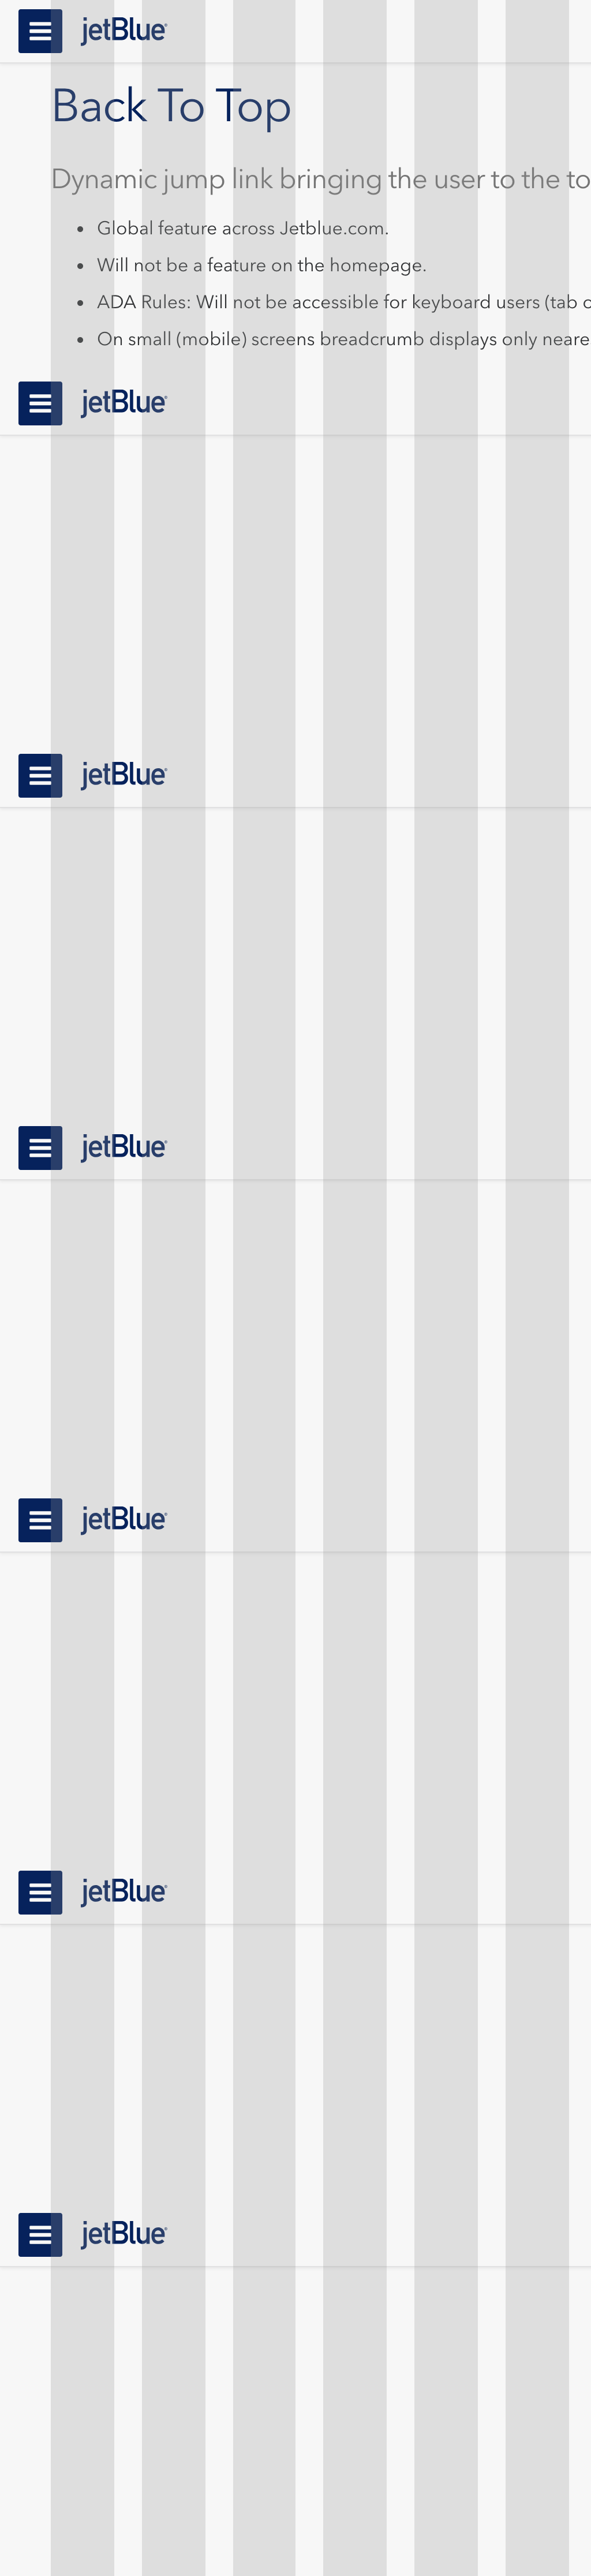 jetBlue
Back To Top
Dynamic jump link bringing the user to the to
Global feature across Jetblue.com.
Will not be a feature on the homepage.
ADA Rules: Will not be accessible for keyboard users (tab
On small (mobile) screens breadcrumb displays only neare
jetBlue
jetBlue
jetBlue
jetBlue
jetBlue
jetBlue